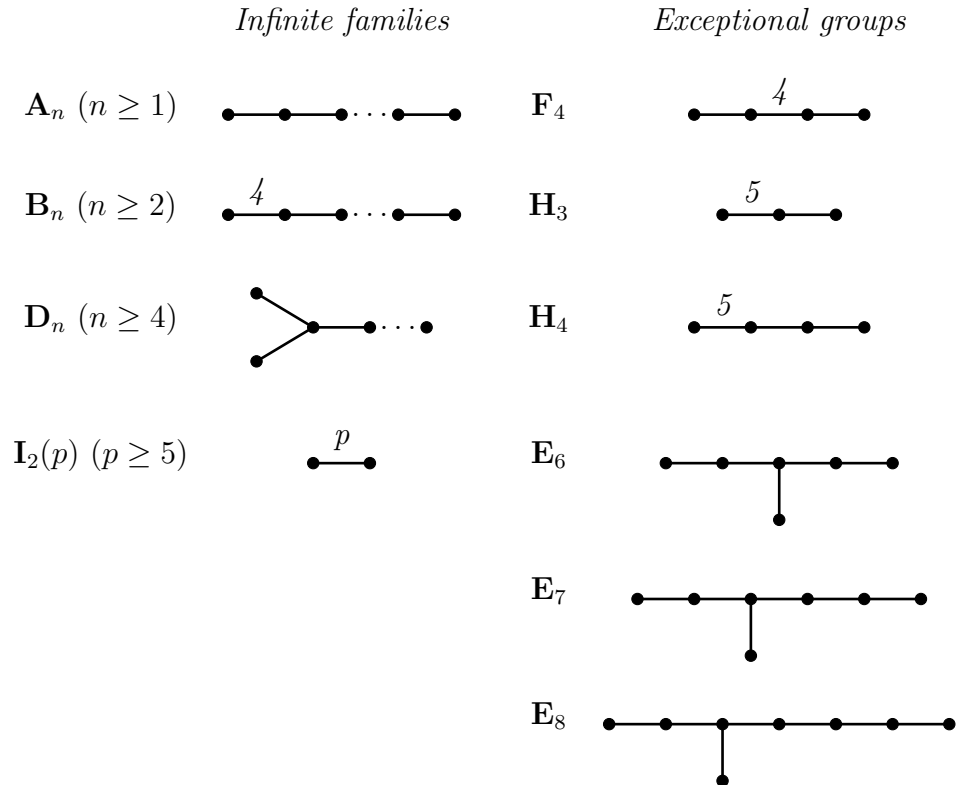 Infinite families
Exceptional groups
A_n (n ≥ 1)
F_4
4
B_n (n ≥ 2)
4
H_3
5
D_n (n ≥ 4)
H_4
5
I_2(p) (p ≥ 5)
p
E_6
E_7
E_8